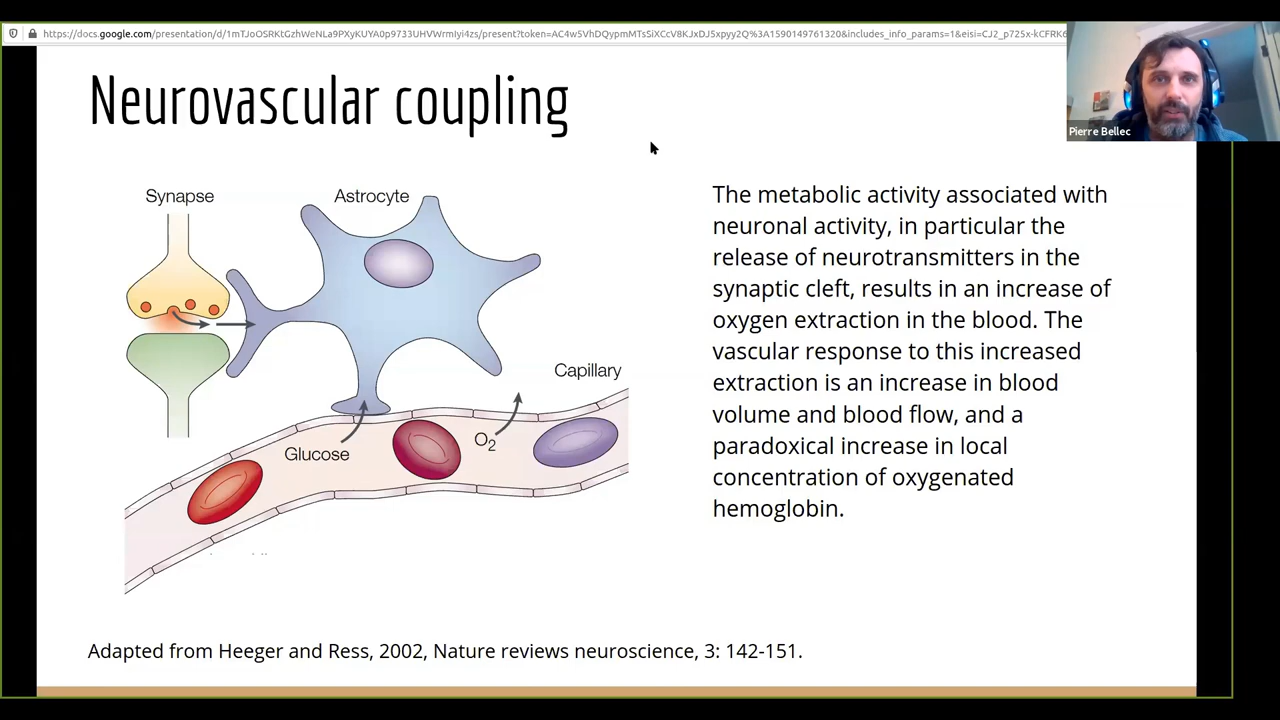 https://docs.google.com/presentation/d/1mTJoOSRKtGzhWeNLa9PXyKUYA0p9733UHVWrmIyi4zs/present?token=AC4w5VhDQypmMTsSiXCcV8KJxDJ5xpyy2Q%3A1590149761320&includes_info_params=1&eisi=CJ2_p725x-kCFRK6
Pierre Bellec
Neurovascular coupling
Synapse
Astrocyte
Capillary
Glucose
O2
The metabolic activity associated with
neuronal activity, in particular the
release of neurotransmitters in the
synaptic cleft, results in an increase of
oxygen extraction in the blood. The
vascular response to this increased
extraction is an increase in blood
volume and blood flow, and a
paradoxical increase in local
concentration of oxygenated
hemoglobin.
Adapted from Heeger and Ress, 2002, Nature reviews neuroscience, 3: 142-151.